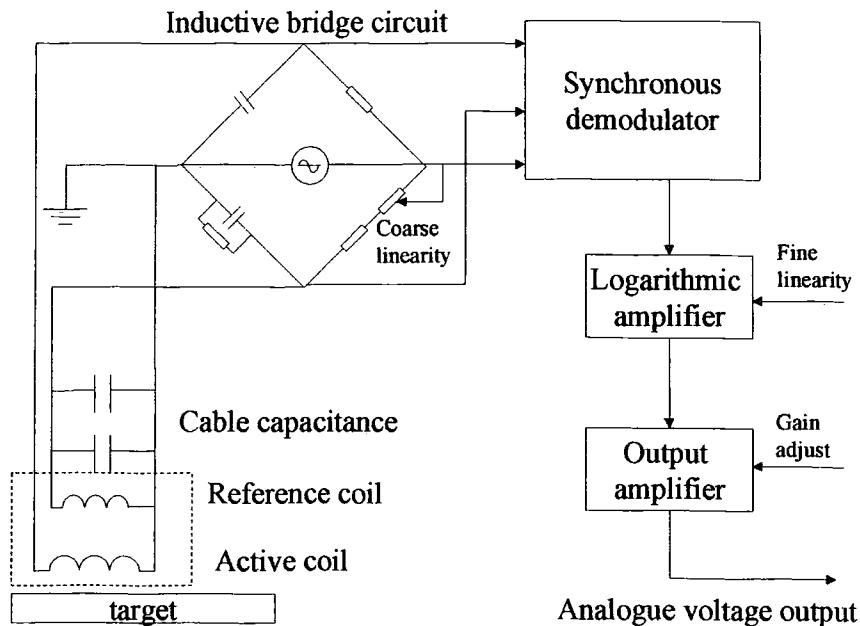 Inductive bridge circuit
Synchronous
demodulator
Coarse
linearity
Fine
linearity
Logarithmic
amplifier
Cable capacitance
Gain
adjust
Output
amplifier
Reference coil
Active coil
target
Analogue voltage output